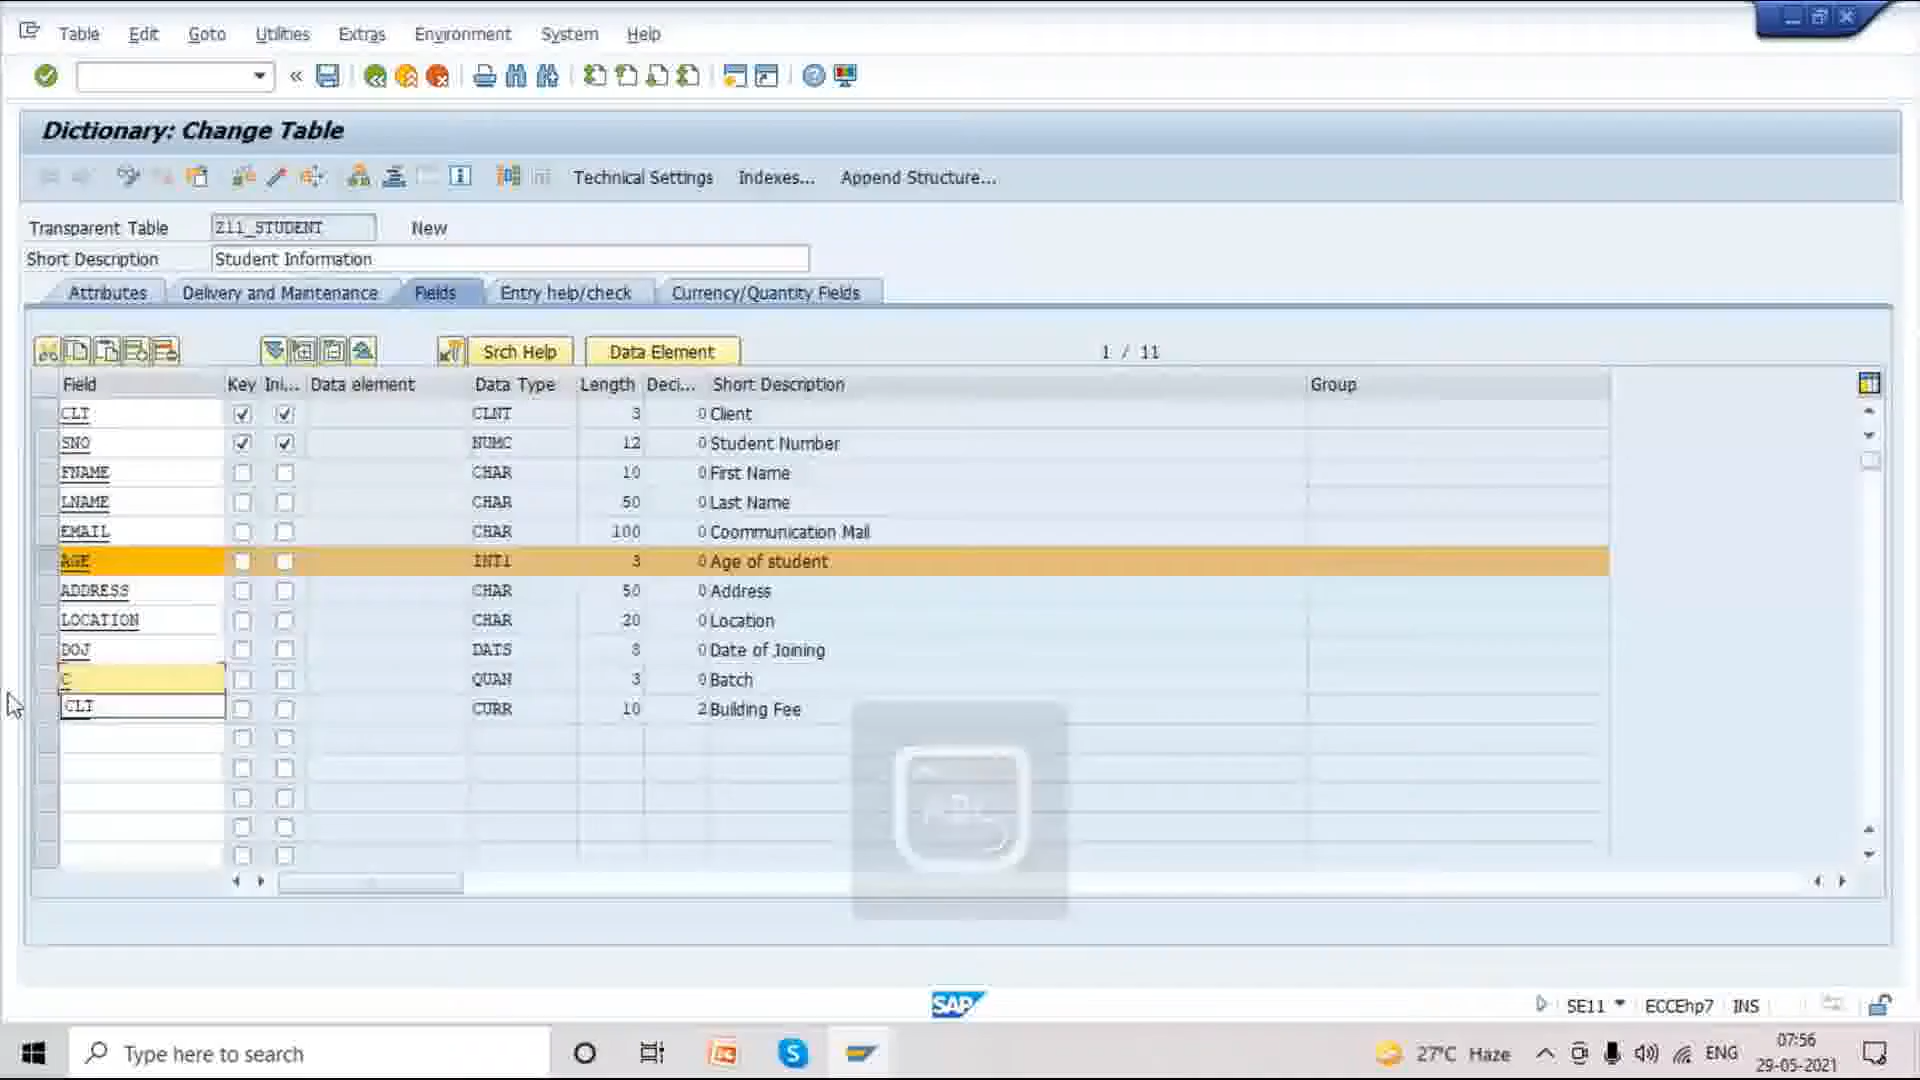 Table Edit Goto Utilities Extras Environment System Help
Dictionary: Change Table
Technical Settings Indexes... Append Structure...
Transparent Table Z11_STUDENT New
Short Description Student Information
Attributes Delivery and Maintenance Fields Entry help/check Currency/Quantity Fields
Srch Help Data Element 1 / 11
Field Key Ini... Data element Data Type Length Deci... Short Description Group
CLT CLNT 3 0 Client
SNO NUMC 12 0 Student Number
FNAME CHAR 10 0 First Name
LNAME CHAR 50 0 Last Name
EMAIL CHAR 100 0 Coommunication Mail
AGE INT1 3 0 Age of student
ADDRESS CHAR 50 0 Address
LOCATION CHAR 20 0 Location
DOJ DATS 8 0 Date of Joining
C QUAN 3 0 Batch
CLT CURR 10 2 Building Fee
SAP SE11 ECCEhp7 INS
Type here to search 27°C Haze ENG 07:56
29-05-2021